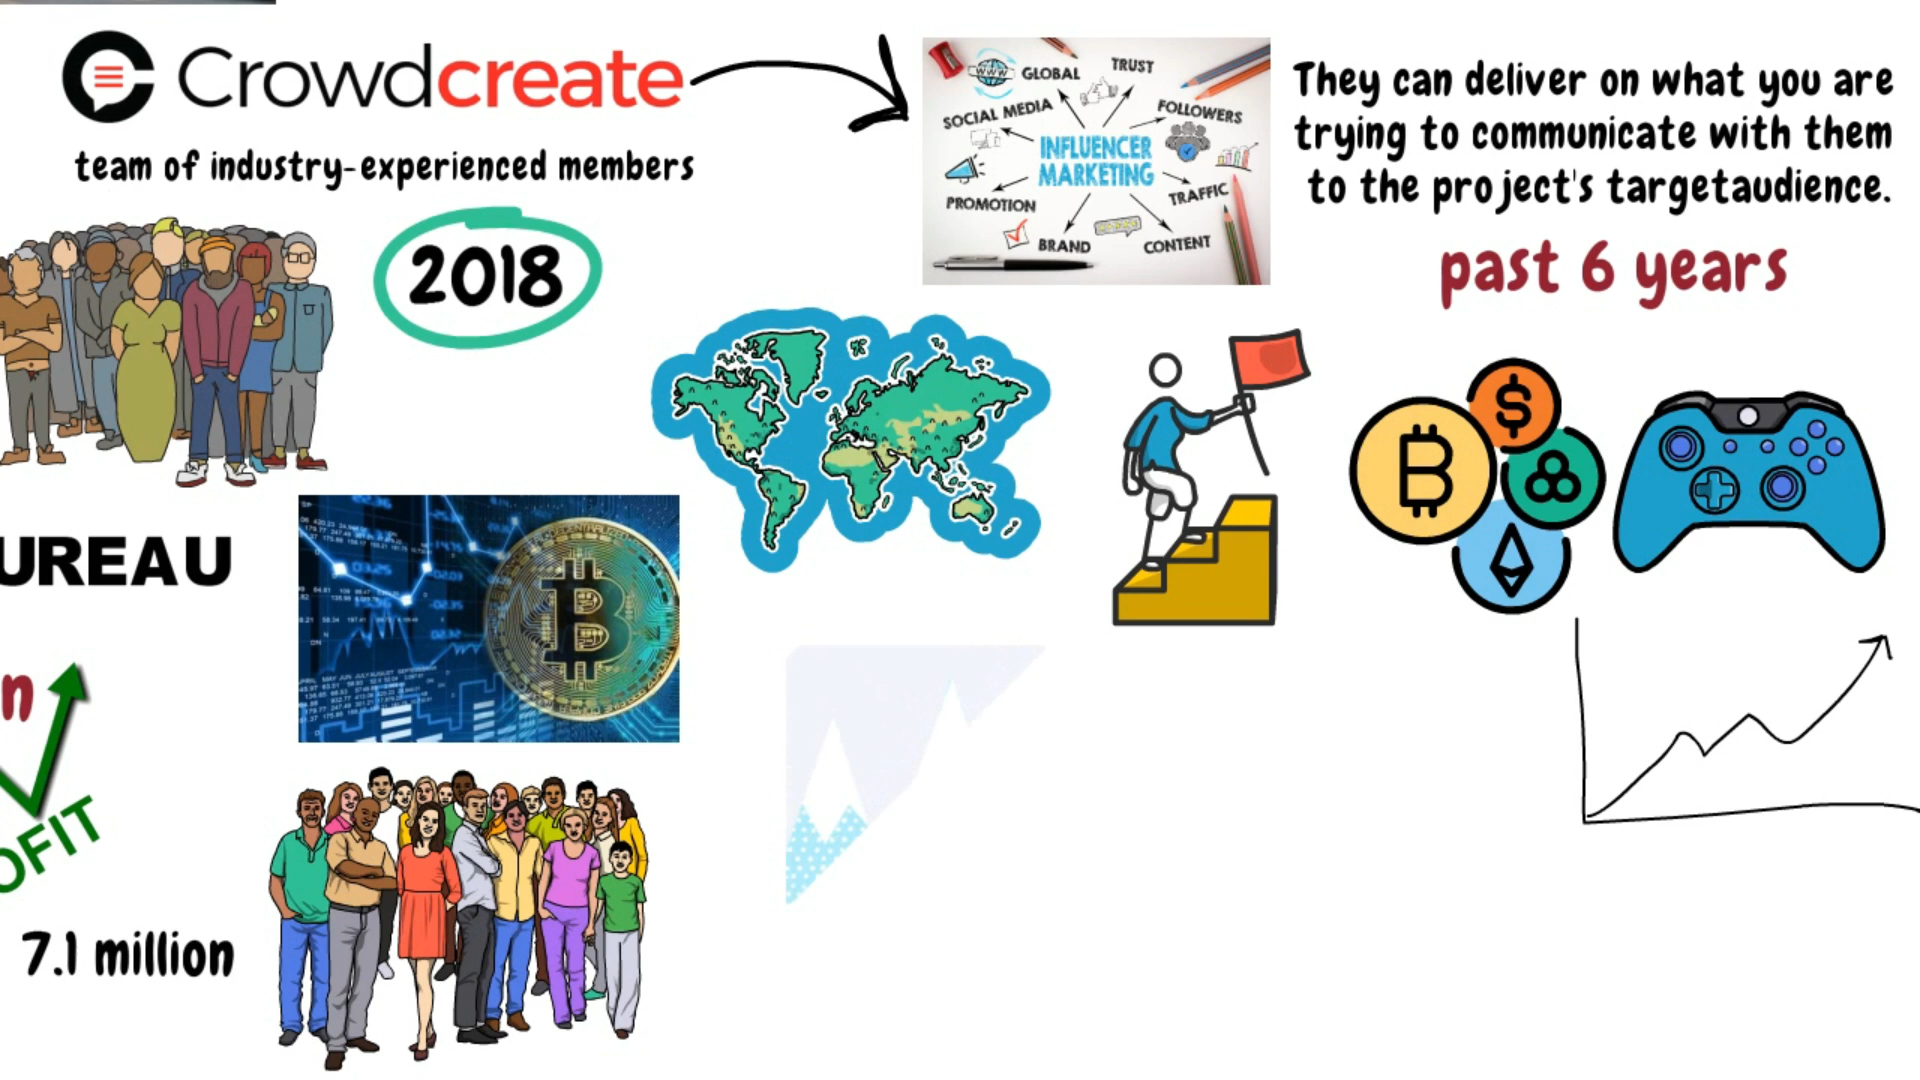 Crowdcreate
team of industry-experienced members
2018
WWW
GLOBAL
TRUST
SOCIAL MEDIA
FOLLOWERS
INFLUENCER
MARKETING
PROMOTION
TRAFFIC
BRAND
CONTENT
They can deliver on what you are
trying to communicate with them
to the project's targetaudience.
past 6 years
UREAU
n
OFIT
7.1 million